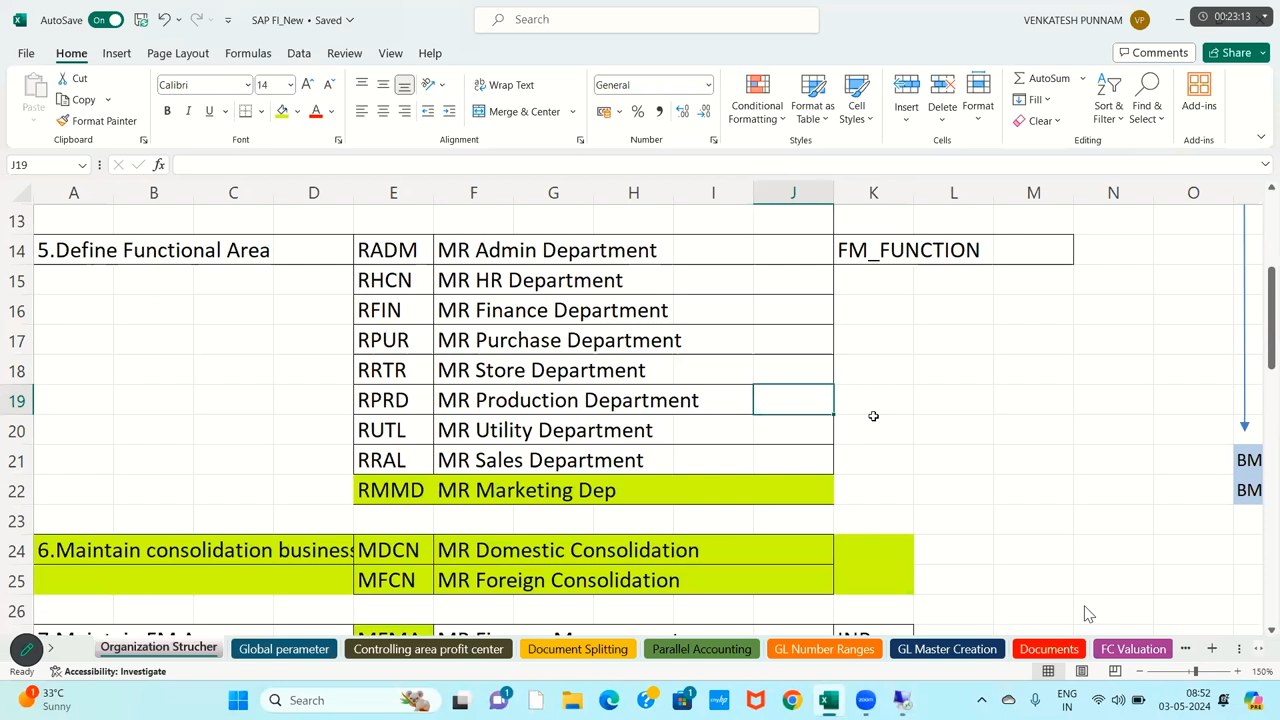 AutoSave On SAP FI_New • Saved Search VENKATESH PUNNAM VP 00:23:13
File Home Insert Page Layout Formulas Data Review View Help Comments Share
Paste Cut Copy Format Painter Clipboard
Calibri 14 B I U Font
Wrap Text Merge & Center Alignment
General Number
Conditional Formatting Format as Table Cell Styles Styles
Insert Delete Format Cells
AutoSum Fill Clear Sort & Filter Find & Select Editing
Add-ins Add-ins
J19 fx
A B C D E F G H I J K L M N O
13
14 5.Define Functional Area RADM MR Admin Department FM_FUNCTION
15 RHCN MR HR Department
16 RFIN MR Finance Department
17 RPUR MR Purchase Department
18 RRTR MR Store Department
19 RPRD MR Production Department
20 RUTL MR Utility Department
21 RRAL MR Sales Department BM
22 RMMD MR Marketing Dep BM
23
24 6.Maintain consolidation business MDCN MR Domestic Consolidation
25 MFCN MR Foreign Consolidation
26
Organization Strucher Global perameter Controlling area profit center Document Splitting Parallel Accounting GL Number Ranges GL Master Creation Documents FC Valuation
Ready Accessibility: Investigate 150%
33°C Sunny 1 Search 1 1 zoom ENG IN 08:52 03-05-2024